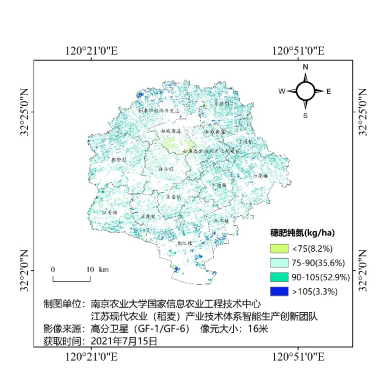 120°21'0"E 120°51'0"E
N
W E
S
32°25'0"N 32°25'0"N
32°2'0"N 32°2'0"N
穗肥纯氮(kg/ha)
<75(8.2%)
75-90(35.6%)
90-105(52.9%)
>105(3.3%)
0 10 km
制图单位：南京农业大学国家信息农业工程技术中心
江苏现代农业（稻麦）产业技术体系智能生产创新团队
影像来源：高分卫星（GF-1/GF-6） 像元大小：16米
获取时间：2021年7月15日
120°21'0"E 120°51'0"E